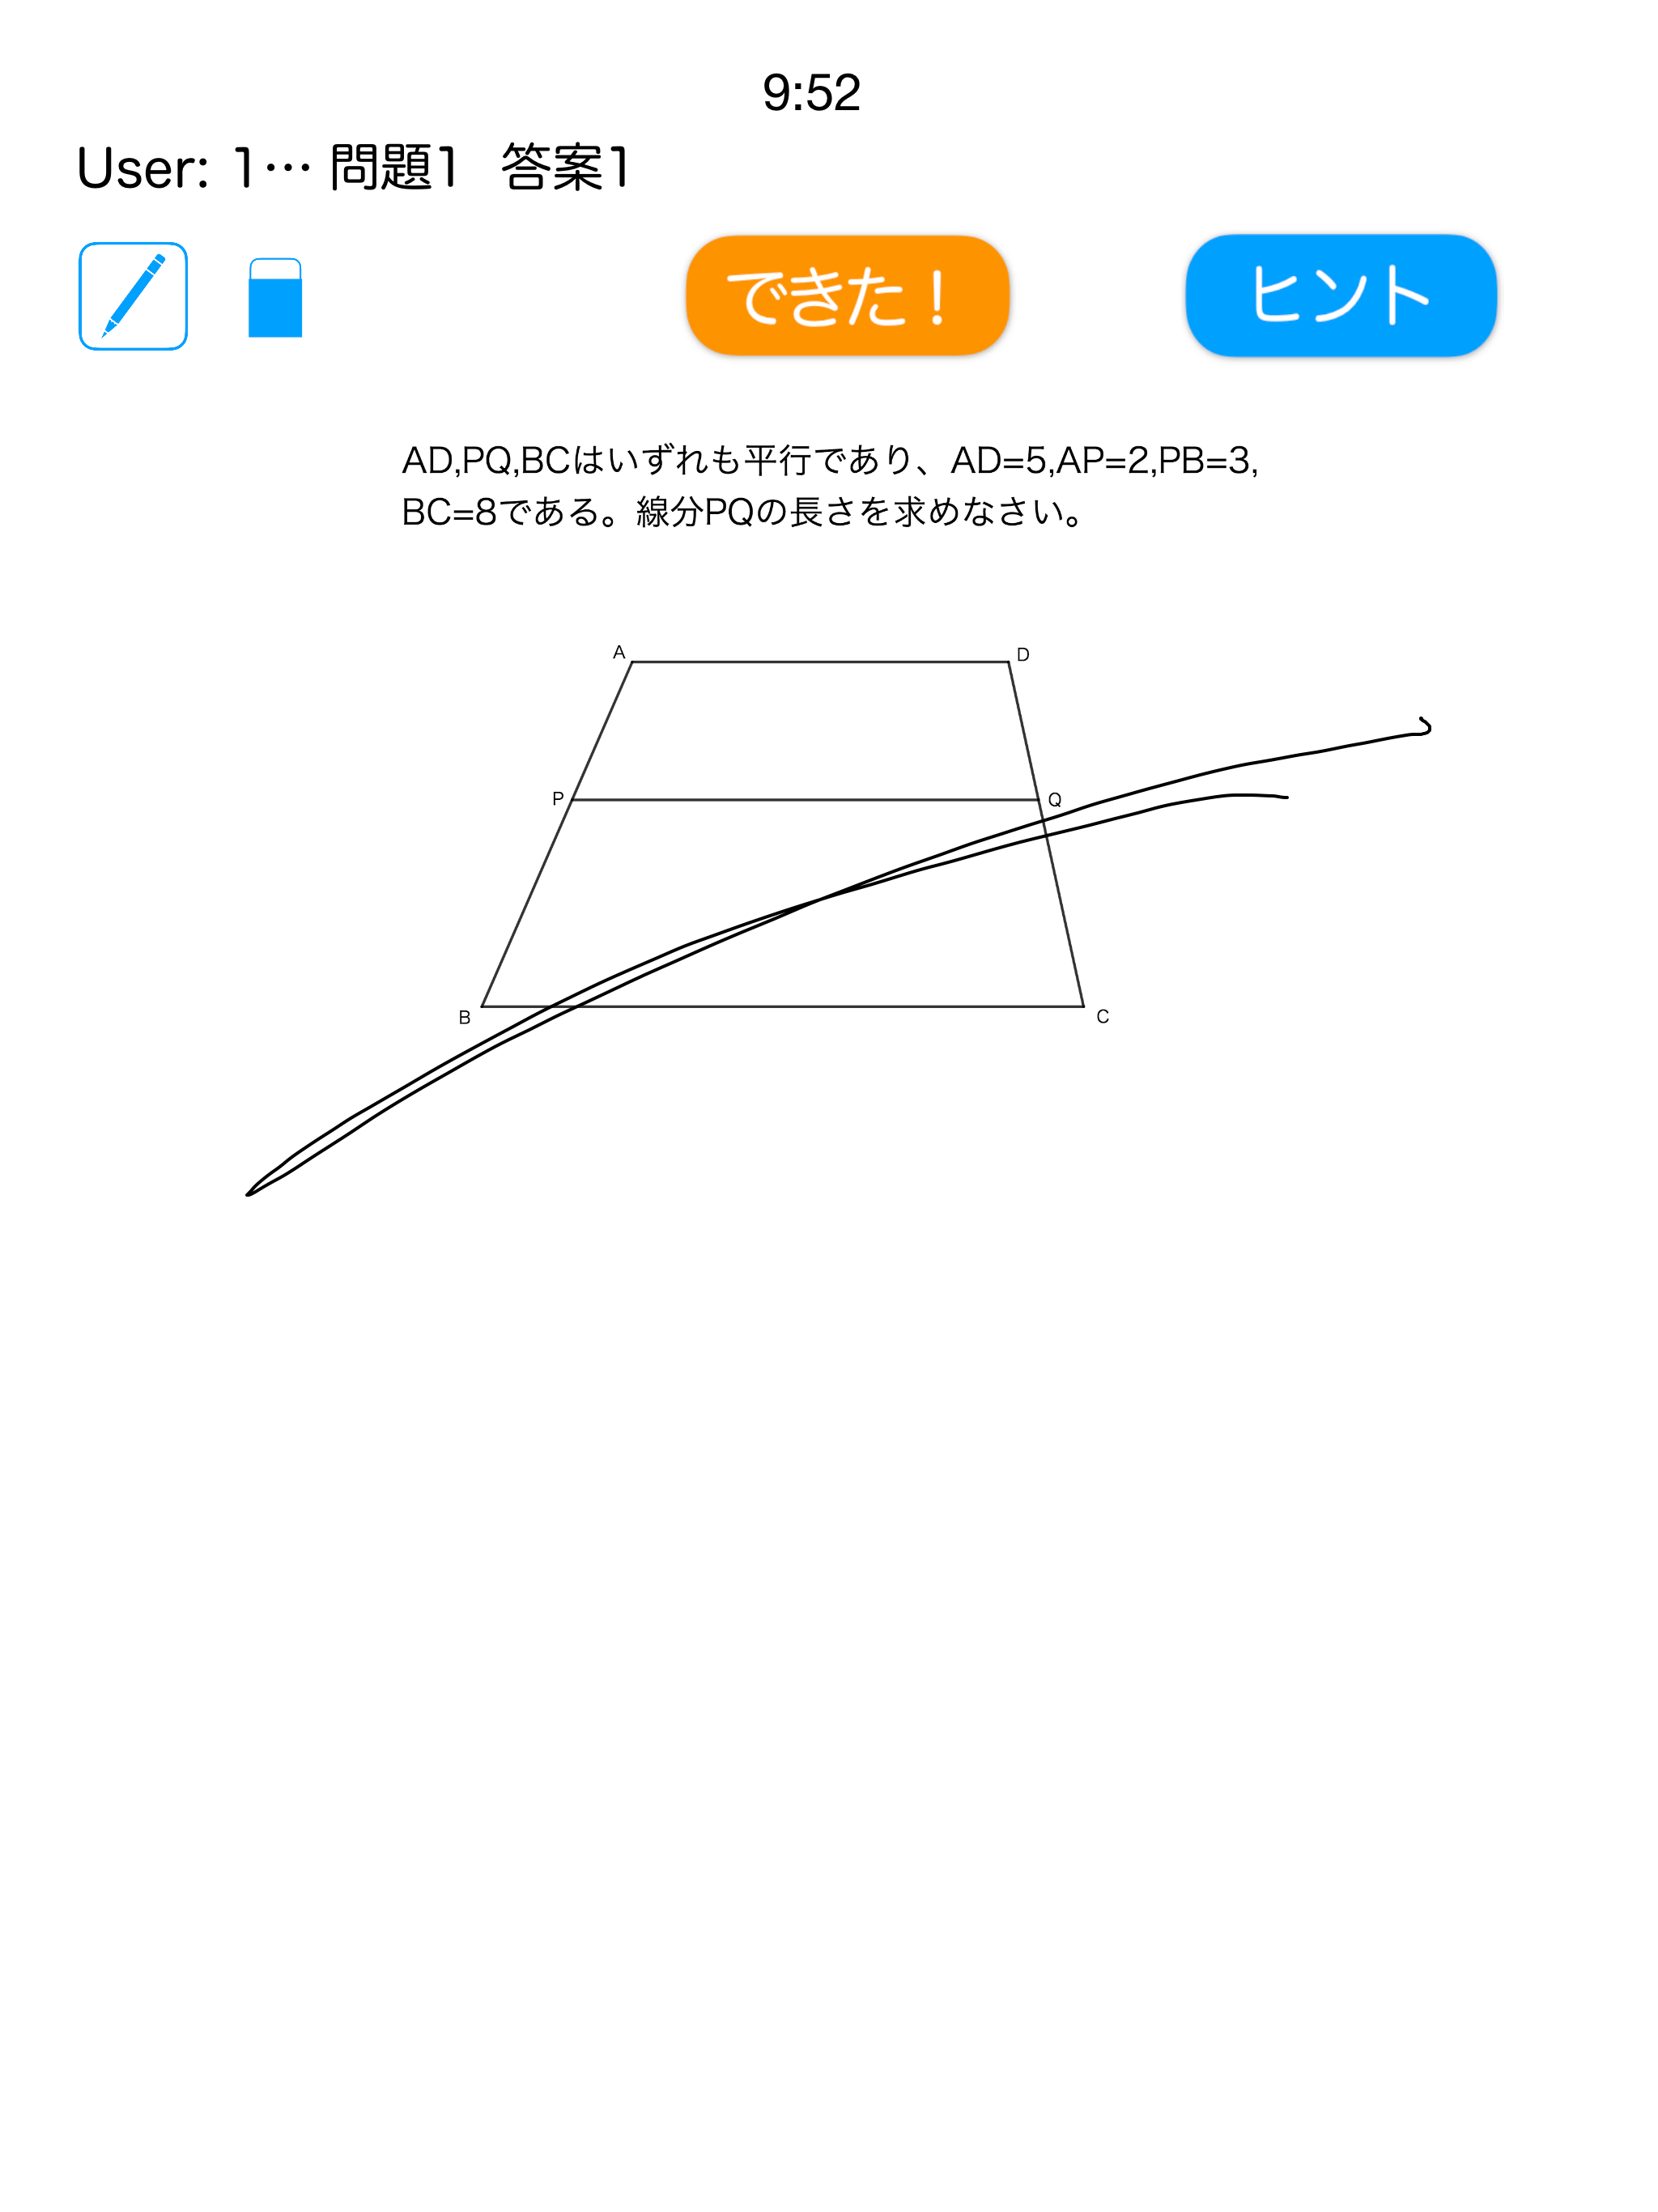 9:52
User: 1… 問題1 答案1
できた！
ヒント
AD,PQ,BCはいずれも平行であり、AD=5,AP=2,PB=3,
BC=8である。線分PQの長さを求めなさい。
A
D
P
Q
B
C